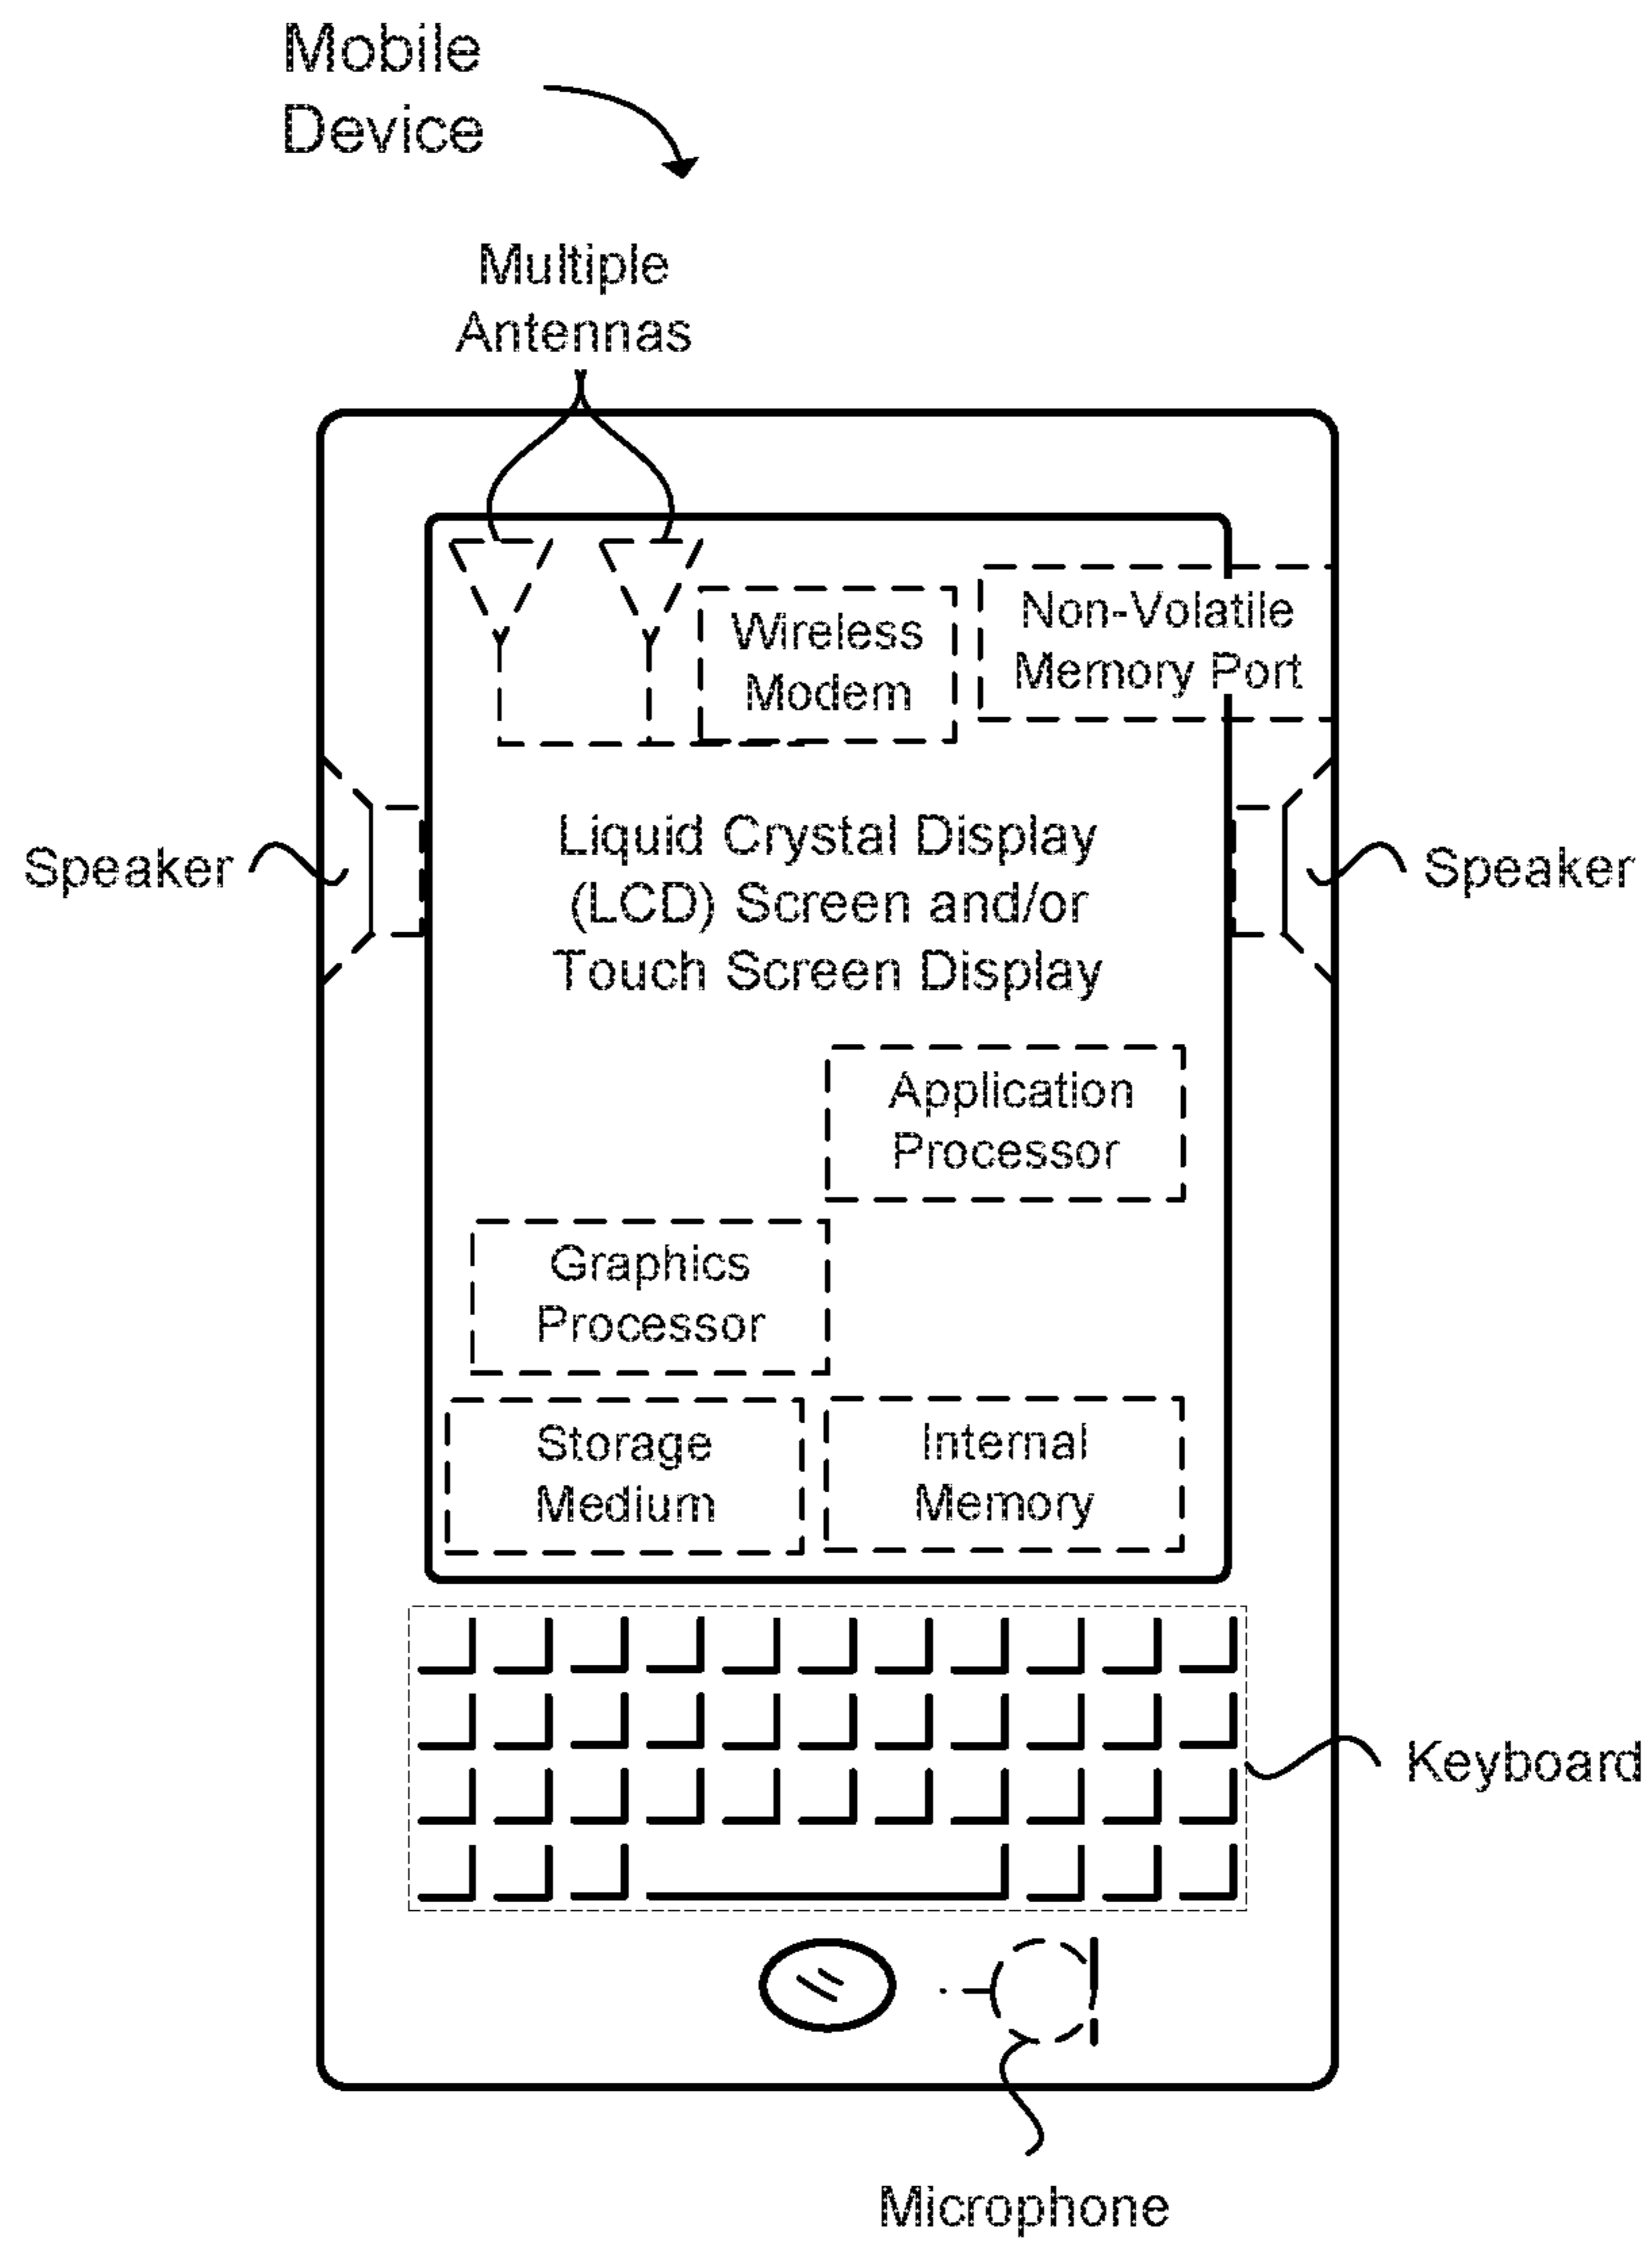 Mobile
Device
Multiple
Antennas
Wireless
Modem
Non-Volatile
Memory Port
Speaker
Liquid Crystal Display
(LCD) Screen and/or
Touch Screen Display
Speaker
Application
Processor
Graphics
Processor
Storage
Medium
Internal
Memory
Keyboard
Microphone